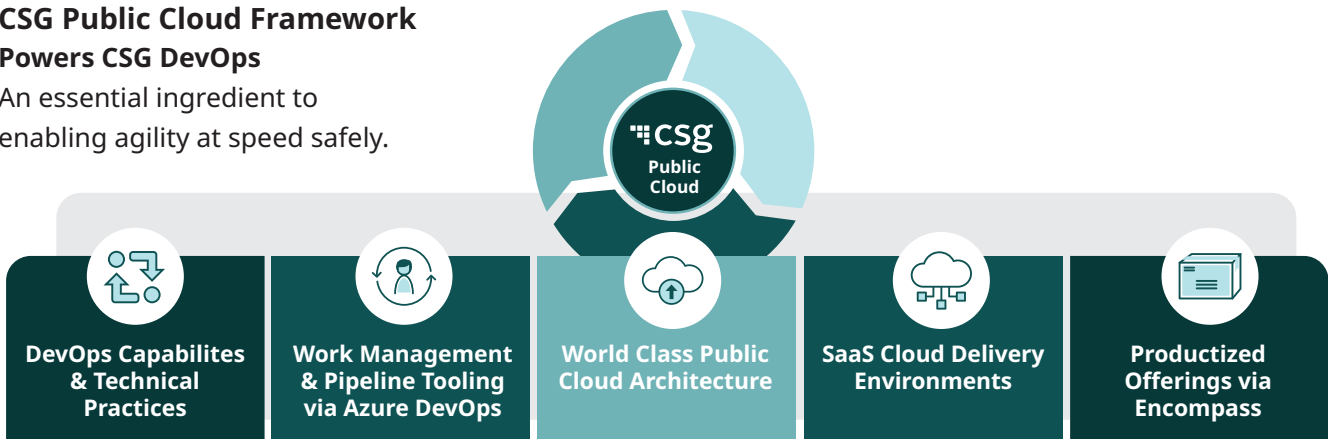 CSG Public Cloud Framework
Powers CSG DevOps
An essential ingredient to
enabling agility at speed safely.
csg
Public
Cloud
DevOps Capabilites
& Technical
Practices
Work Management
& Pipeline Tooling
via Azure DevOps
World Class Public
Cloud Architecture
SaaS Cloud Delivery
Environments
Productized
Offerings via
Encompass